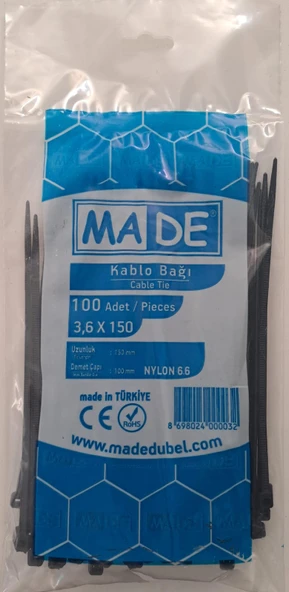 MADE®
Kablo Bağı
Cable Tie
100 Adet / Pieces
3,6 X 150
Uzunluk : 150 mm
Demet Çapı
NYLON 6.6
made in TÜRKİYE
CE RoHS
8 698024 000032
www.madedubel.com